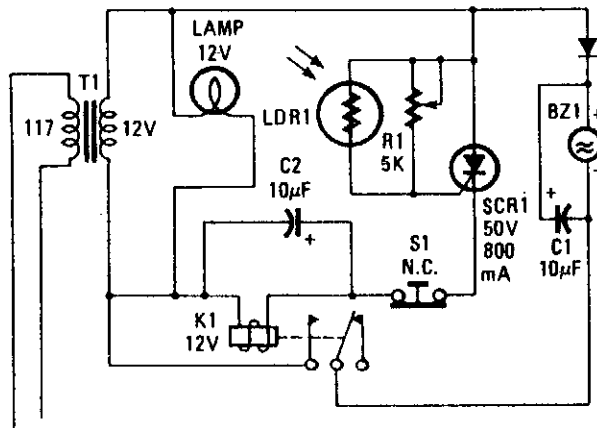 LAMP
12V
T1
117
12V
LDR1
R1
5K
BZ1
+
-
C2
10µF
+
SCR1
50V
800
mA
+
C1
10µF
S1
N.C.
K1
12V